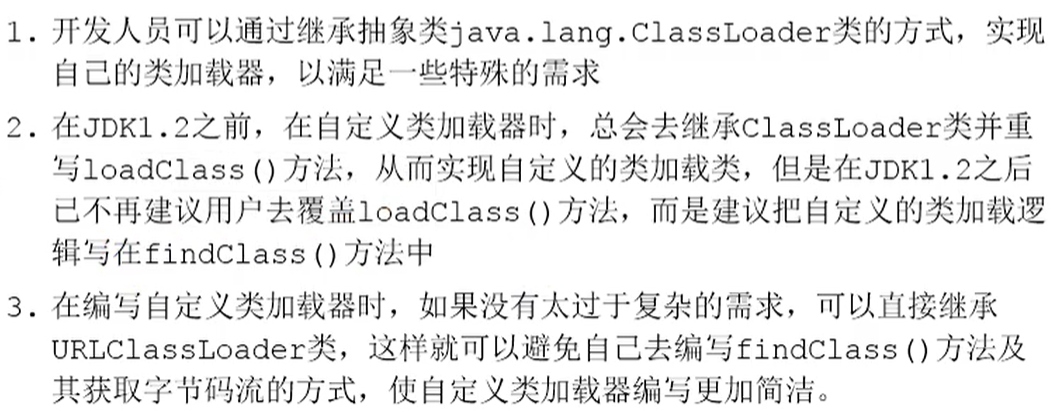 1. 开发人员可以通过继承抽象类java.lang.ClassLoader类的方式，实现
自己的类加载器，以满足一些特殊的需求
2. 在JDK1.2之前，在自定义类加载器时，总会去继承ClassLoader类并重
写loadClass()方法，从而实现自定义的类加载类，但是在JDK1.2之后
已不再建议用户去覆盖loadClass()方法，而是建议把自定义的类加载逻
辑写在findClass()方法中
3. 在编写自定义类加载器时，如果没有太过于复杂的需求，可以直接继承
URLClassLoader类，这样就可以避免自己去编写findClass()方法及
其获取字节码流的方式，使自定义类加载器编写更加简洁。